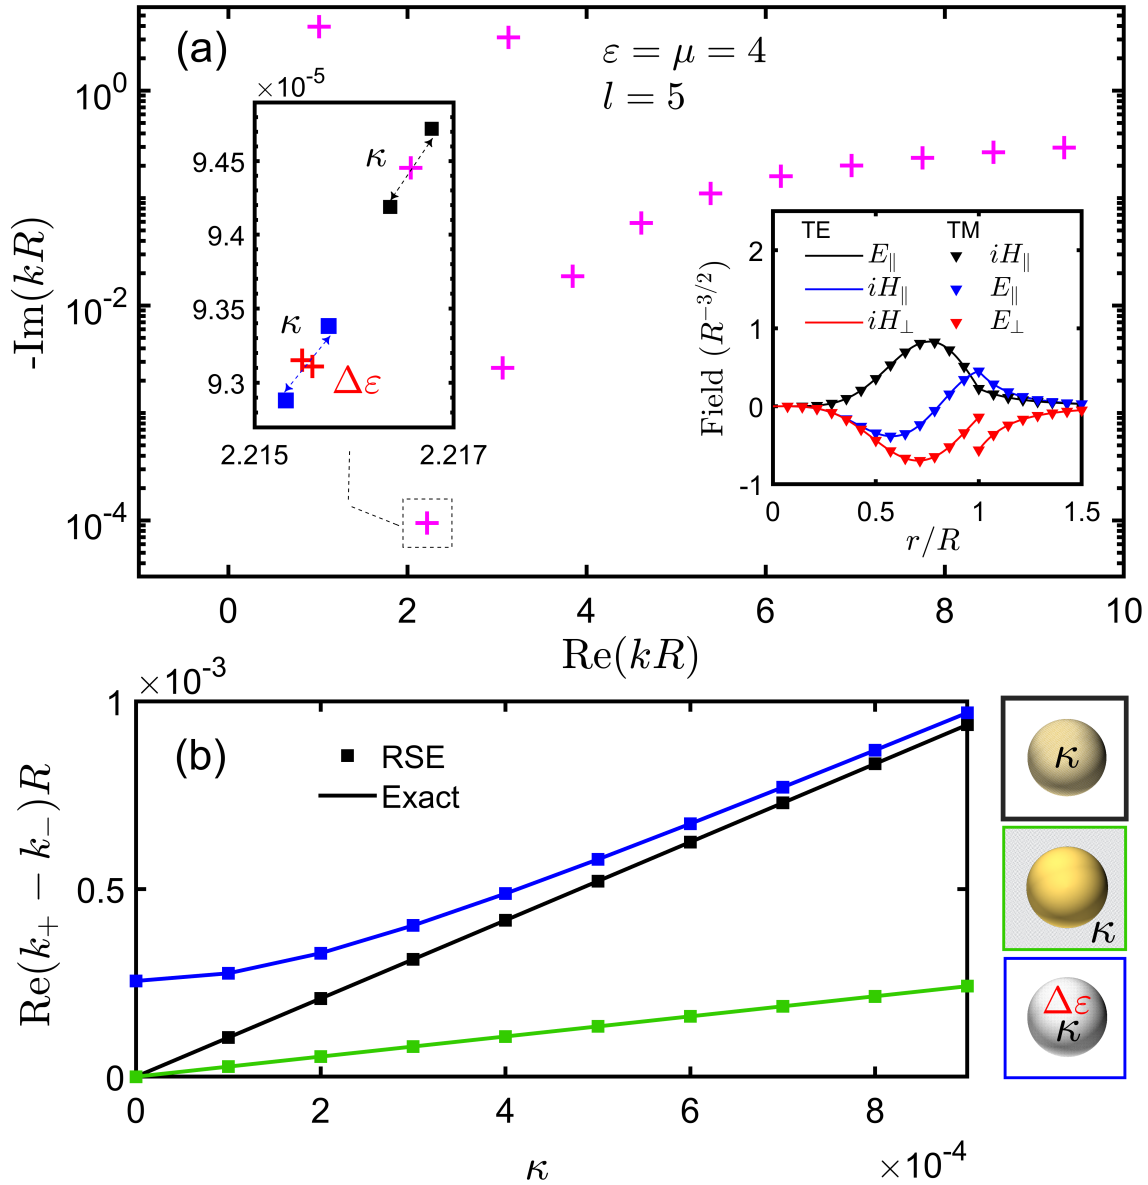 (a)
ε = μ = 4
l = 5
-Im(kR)
10⁰
10⁻²
10⁻⁴
×10⁻⁵
9.45
9.4
9.35
9.3
κ
κ
Δε
2.215 2.217
TE TM
E∥ iH∥
iH∥ E∥
iH⊥ E⊥
Field (R⁻³/²)
2
1
0
-1
0 0.5 1 1.5
r/R
0 2 4 6 8 10
Re(kR)
×10⁻³
(b)
RSE
Exact
Re(k₊ − k₋)R
1
0.5
0
0 2 4 6 8
κ
×10⁻⁴
κ
κ
Δε
κ